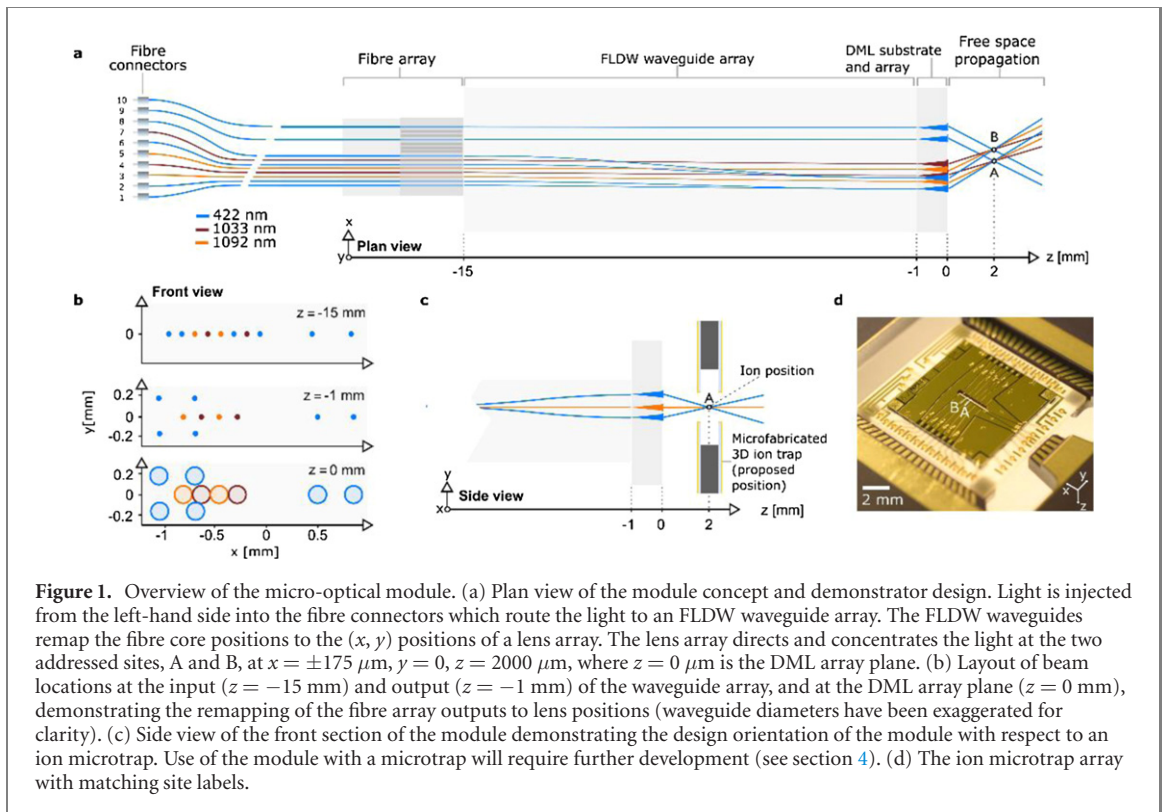 a
Fibre
connectors
Fibre array
FLDW waveguide array
DML substrate
and array
Free space
propagation
10
9
8
7
6
5
4
3
2
1
B
A
422 nm
1033 nm
1092 nm
x
y
Plan view
z [mm]
-15
-1
0
2
b
Front view
z = -15 mm
0
z = -1 mm
0.2
0
-0.2
y[mm]
z = 0 mm
0.2
0
-0.2
-1
-0.5
0
0.5
x [mm]
c
Ion position
A
Microfabricated
3D ion trap
(proposed
position)
y
x
Side view
-1
0
2
z [mm]
d
B
A
2 mm
x
y
z
Figure 1. Overview of the micro-optical module. (a) Plan view of the module concept and demonstrator design. Light is injected
from the left-hand side into the fibre connectors which route the light to an FLDW waveguide array. The FLDW waveguides
remap the fibre core positions to the (x, y) positions of a lens array. The lens array directs and concentrates the light at the two
addressed sites, A and B, at x = ±175 μm, y = 0, z = 2000 μm, where z = 0 μm is the DML array plane. (b) Layout of beam
locations at the input (z = −15 mm) and output (z = −1 mm) of the waveguide array, and at the DML array plane (z = 0 mm),
demonstrating the remapping of the fibre array outputs to lens positions (waveguide diameters have been exaggerated for
clarity). (c) Side view of the front section of the module demonstrating the design orientation of the module with respect to an
ion microtrap. Use of the module with a microtrap will require further development (see section 4). (d) The ion microtrap array
with matching site labels.